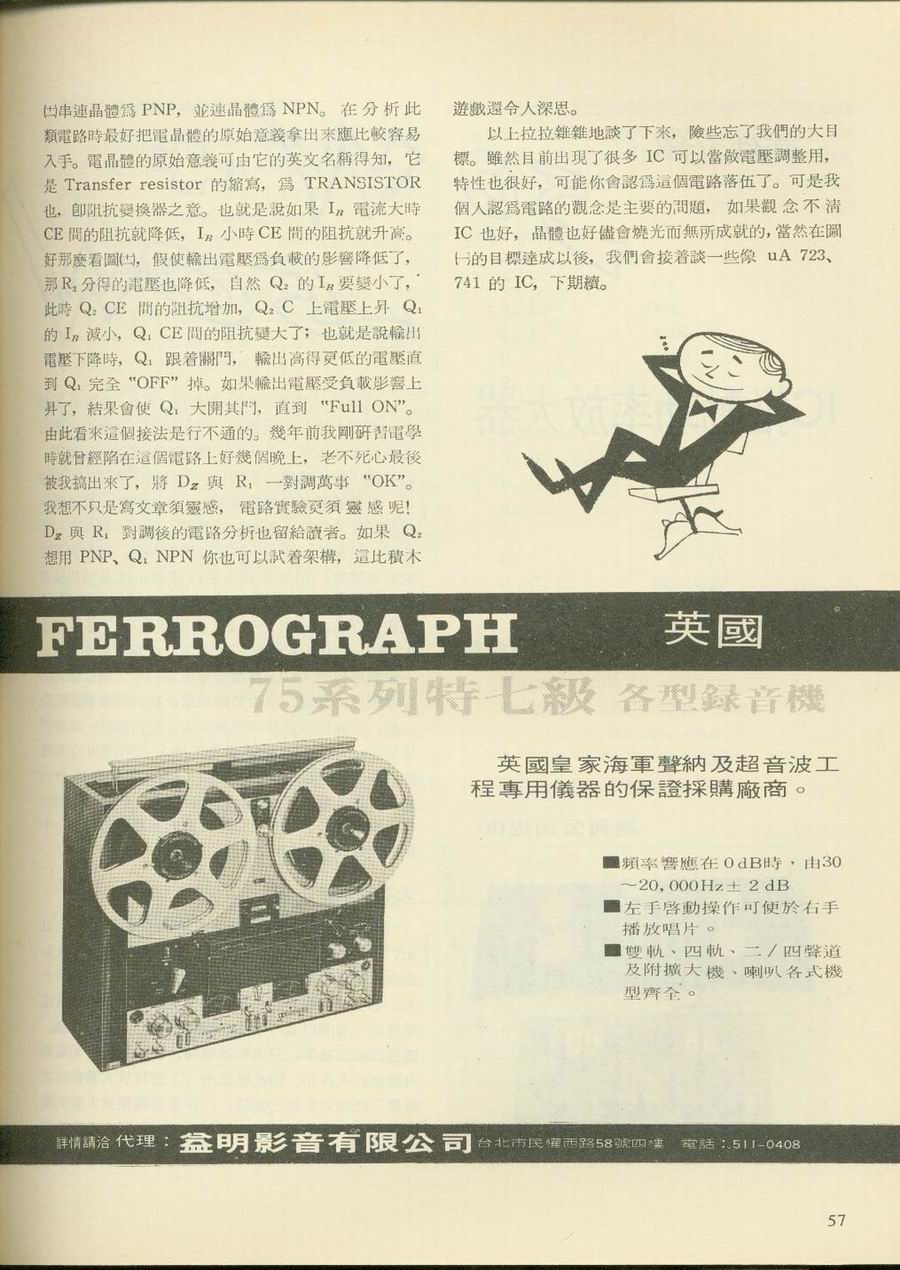 ㈦串連晶體爲 PNP，並連晶體爲 NPN。 在分析此
類電路時最好把電晶體的原始意義拿出來應比較容易
入手。電晶體的原始意義可由它的英文名稱得知，它
是 Transfer resistor 的縮寫，爲 TRANSISTOR
也，卽阻抗變換器之意。也就是說如果 IB 電流大時
CE 間的阻抗就降低，IB 小時 CE 間的阻抗就升高。
好那麽看圖，假使輸出電壓爲負載的影響降低了，
那 R3 分得的電壓也降低，自然 Q2 的 IB 要變小了，
此時 Q2 CE 間的阻抗增加，Q2 C 上電壓上昇 Q1
的 IB 減小，Q1 CE 間的阻抗變大了；也就是說輸出
電壓下降時，Q1 跟着關門，輸出高得更低的電壓直
到 Q1 完全 “OFF” 掉。如果輸出電壓受負載影響上
昇了，結果會使 Q1 大開其門，直到 “Full ON”。
由此看來這個接法是行不通的。幾年前我剛硏習電學
時就曾經陷在這個電路上好幾個晚上，老不死心最後
被我搞出來了，將 DZ 與 R1 一對調萬事 “OK”。
我想不只是寫文章須靈感，電路實驗更須靈感呢！
DZ 與 R1 對調後的電路分析也留給讀者。如果 Q2
想用 PNP、Q1 NPN 你也可以試着架構，這比積木
遊戲還令人深思。
以上拉拉雜雜地談了下來，險些忘了我們的大目
標。雖然目前出現了很多 IC 可以當做電壓調整用，
特性也很好，可能你會認爲這個電路落伍了。可是我
個人認爲電路的觀念是主要的問題，如果觀念不淸
IC 也好，晶體也好儘會燒光而無所成就的，當然在圖
㈠的目標達成以後，我們會接着談一些像 uA 723、
741 的 IC，下期續。
FERROGRAPH 英國
75系列特七級 各型錄音機
英國皇家海軍聲納及超音波工
程專用儀器的保證採購廠商。
■頻率響應在 0dB時，由30
～20,000Hz± 2 dB
■左手啓動操作可便於右手
播放唱片。
■雙軌、四軌、二／四聲道
及附擴大機、喇叭各式機
型齊全。
詳情請洽 代理：益明影音有限公司 台北市民權西路58號四樓 電話：511-0408
57